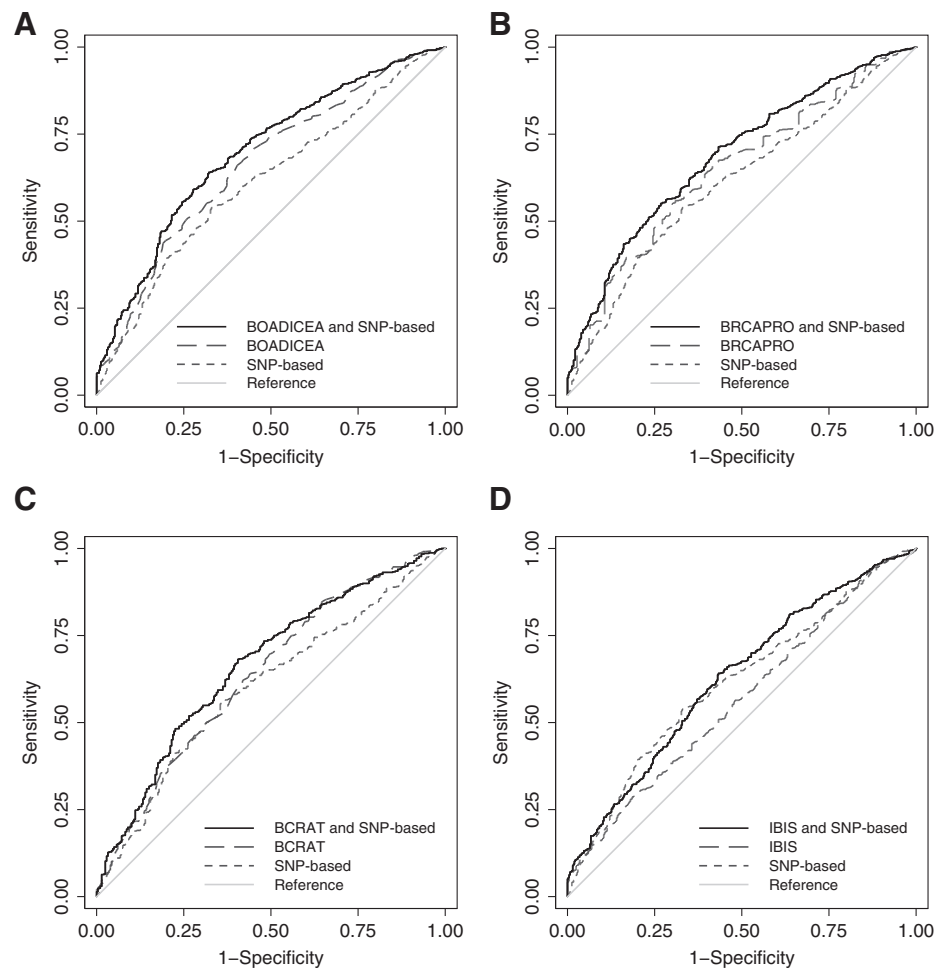 A
Sensitivity
1.00
0.75
0.50
0.25
0.00
BOADICEA and SNP-based
BOADICEA
SNP-based
Reference
0.00 0.25 0.50 0.75 1.00
1–Specificity
B
Sensitivity
1.00
0.75
0.50
0.25
0.00
BRCAPRO and SNP-based
BRCAPRO
SNP-based
Reference
0.00 0.25 0.50 0.75 1.00
1–Specificity
C
Sensitivity
1.00
0.75
0.50
0.25
0.00
BCRAT and SNP-based
BCRAT
SNP-based
Reference
0.00 0.25 0.50 0.75 1.00
1–Specificity
D
Sensitivity
1.00
0.75
0.50
0.25
0.00
IBIS and SNP-based
IBIS
SNP-based
Reference
0.00 0.25 0.50 0.75 1.00
1–Specificity